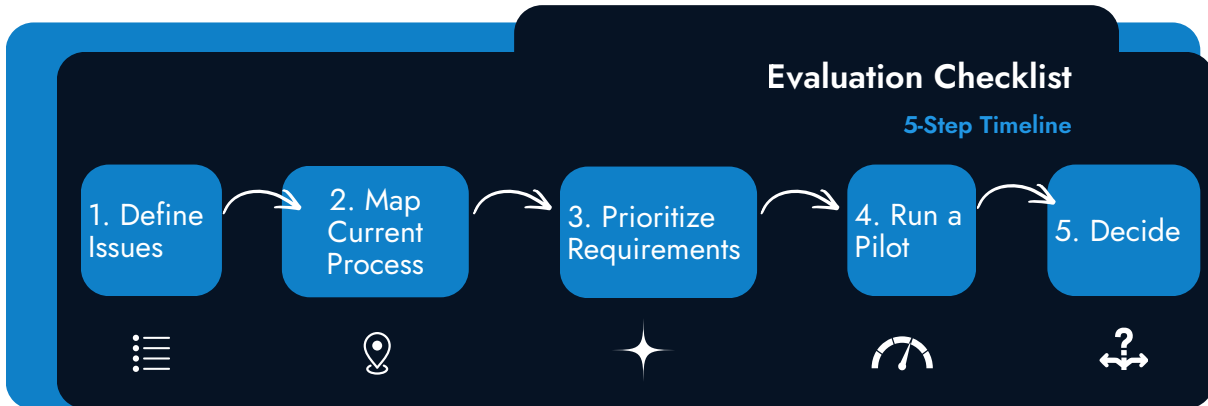 Evaluation Checklist
5-Step Timeline
1. Define
Issues
2. Map
Current
Process
3. Prioritize
Requirements
4. Run a
Pilot
5. Decide
?